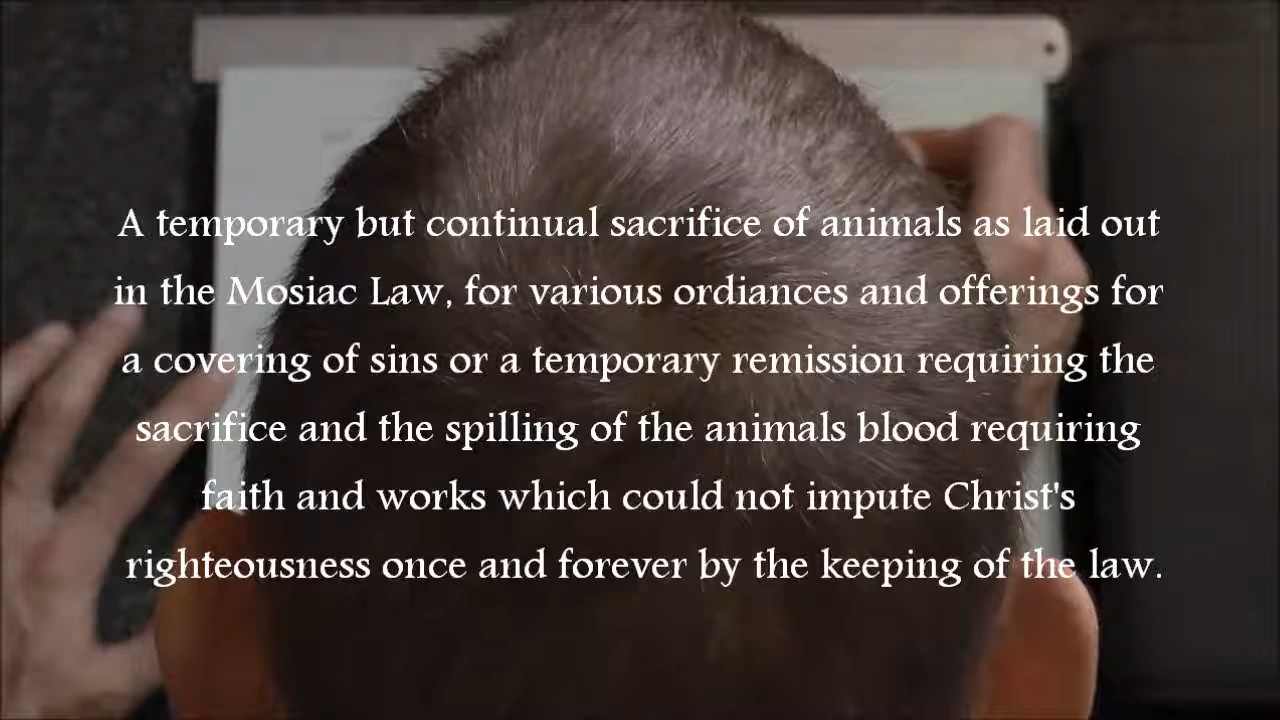 A temporary but continual sacrifice of animals as laid out
in the Mosiac Law, for various ordiances and offerings for
a covering of sins or a temporary remission requiring the
sacrifice and the spilling of the animals blood requiring
faith and works which could not impute Christ's
righteousness once and forever by the keeping of the law.